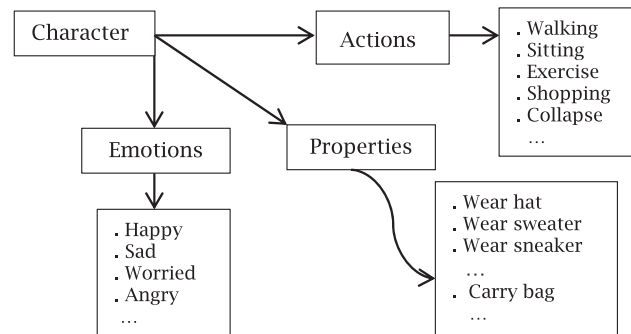 Character
Actions
. Walking
. Sitting
. Exercise
. Shopping
. Collapse
...
Emotions
Properties
. Happy
. Sad
. Worried
. Angry
...
. Wear hat
. Wear sweater
. Wear sneaker
...
. Carry bag
...